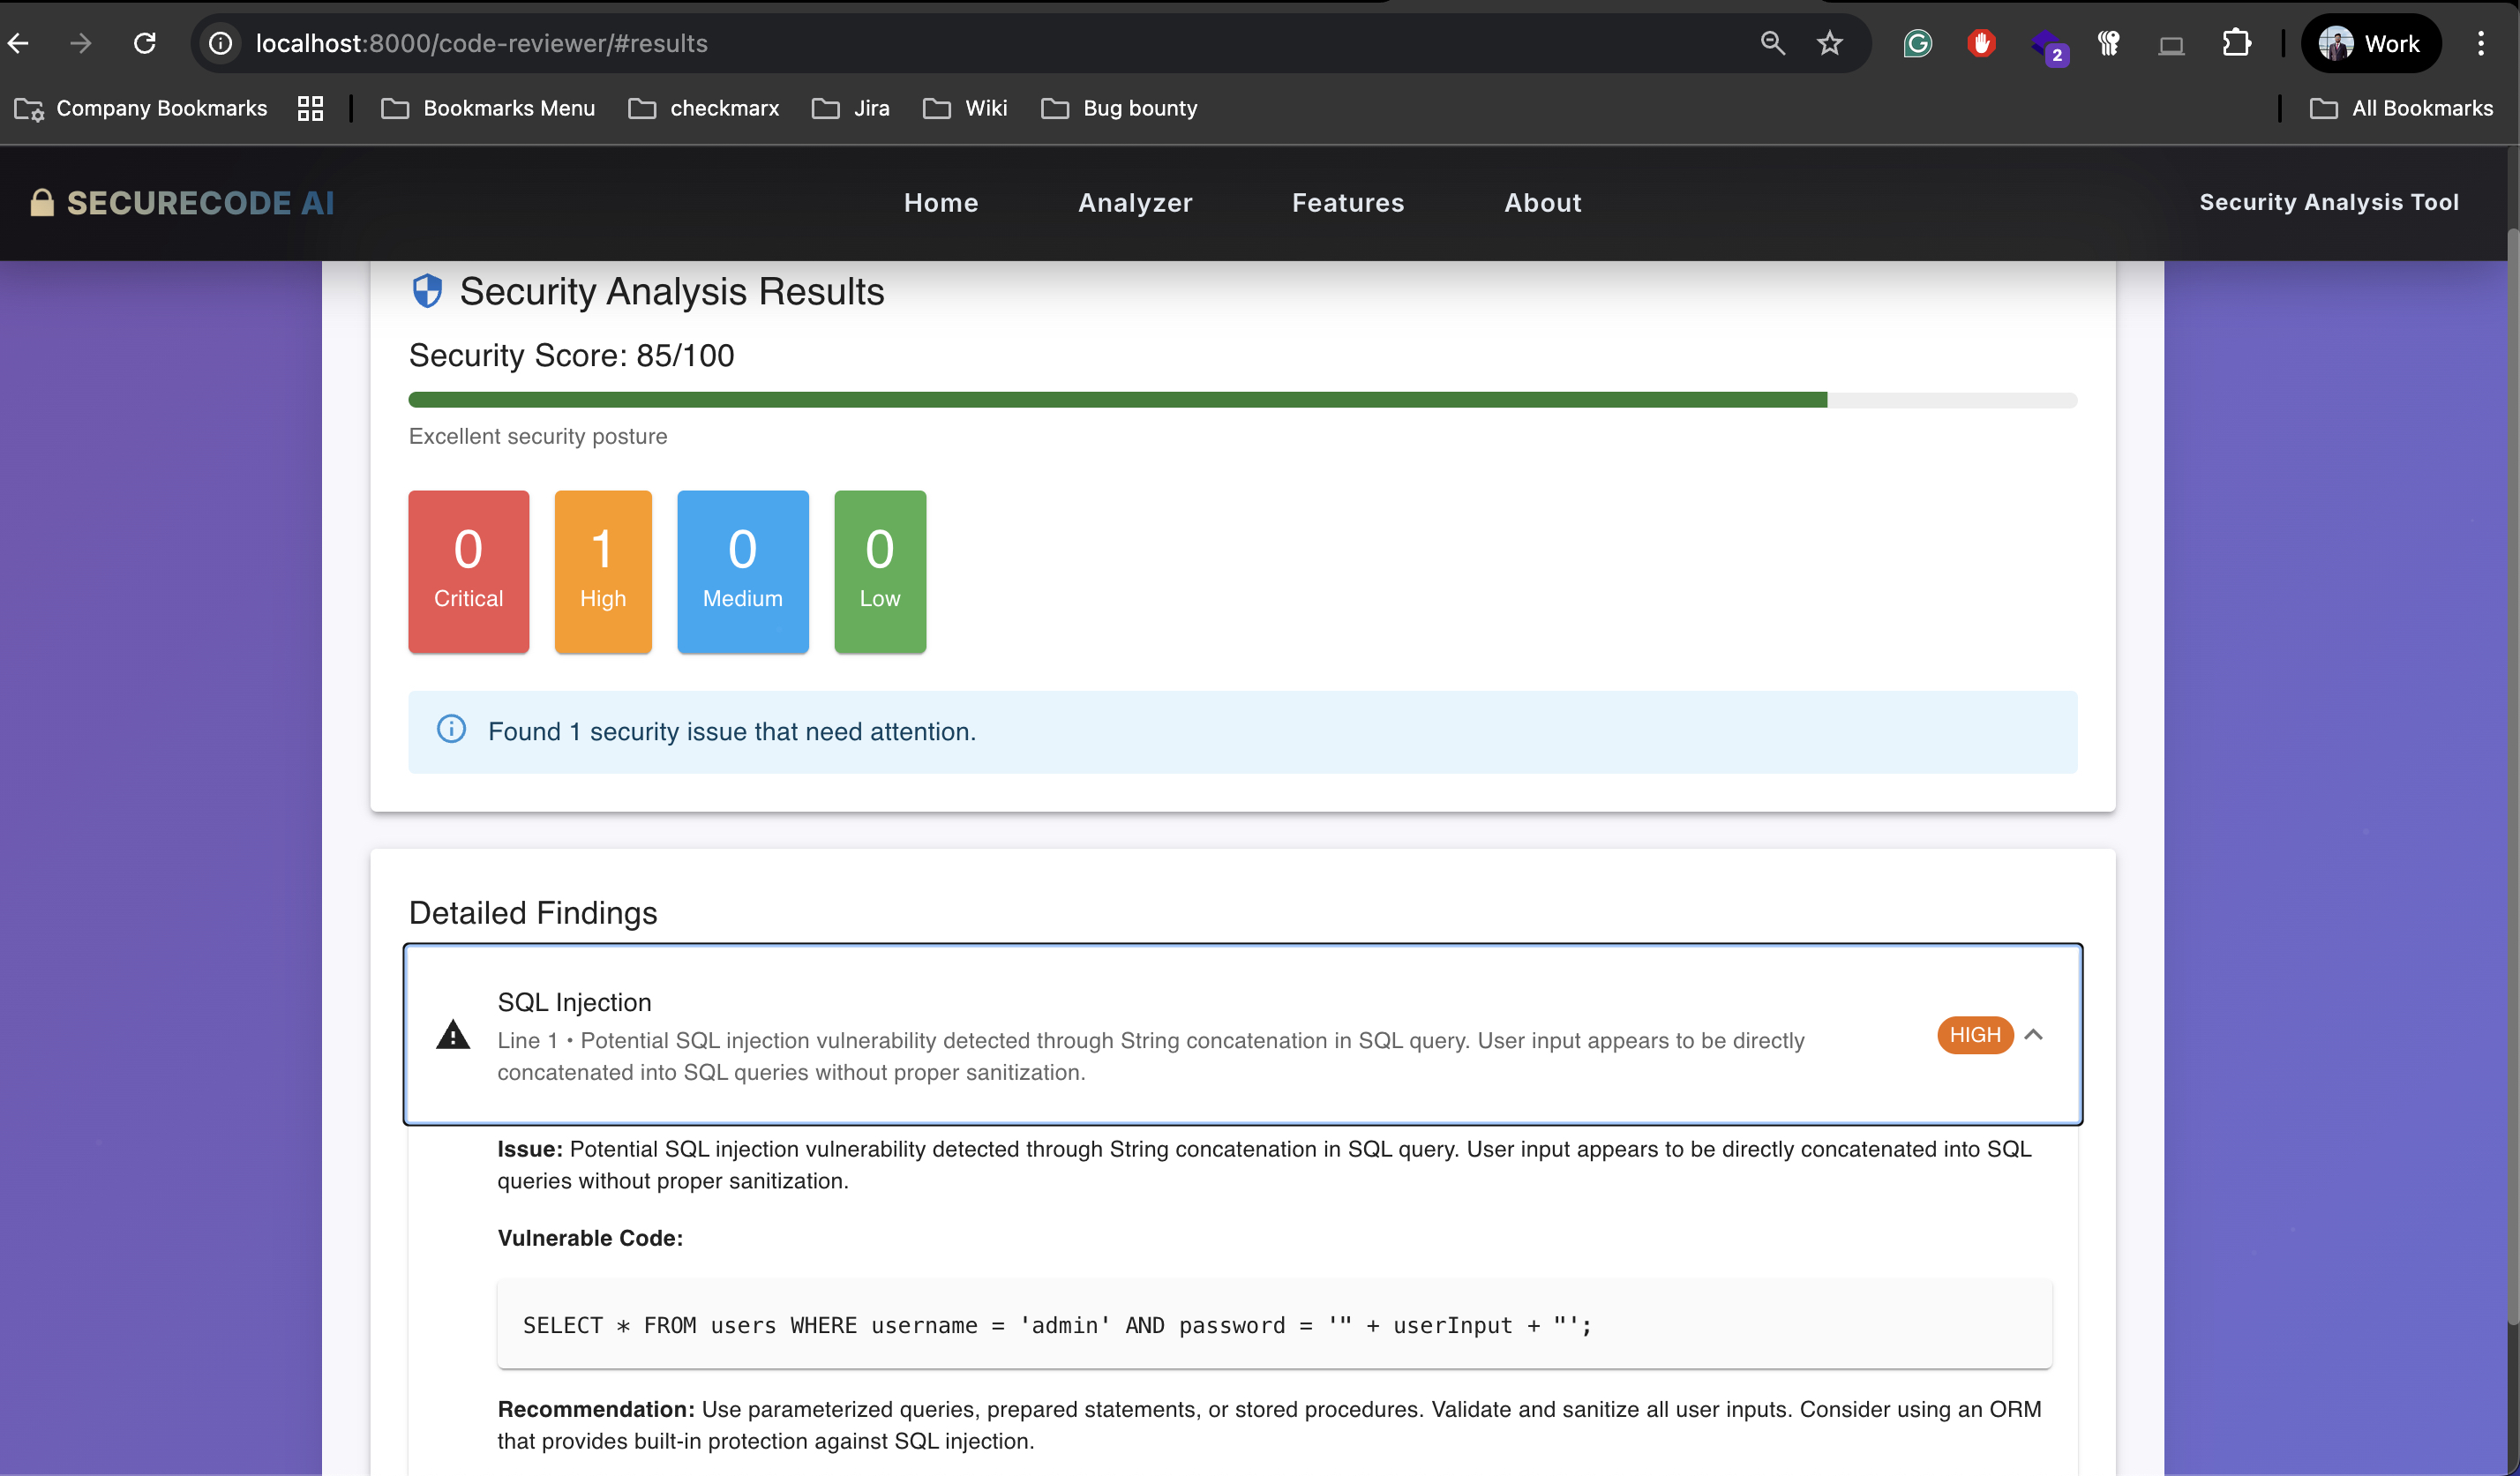 localhost:8000/code-reviewer/#results
2
Work
Company Bookmarks
Bookmarks Menu
checkmarx
Jira
Wiki
Bug bounty
All Bookmarks
SECURECODE AI
Home
Analyzer
Features
About
Security Analysis Tool
Security Analysis Results
Security Score: 85/100
Excellent security posture
0
Critical
1
High
0
Medium
0
Low
Found 1 security issue that need attention.
Detailed Findings
SQL Injection
Line 1 • Potential SQL injection vulnerability detected through String concatenation in SQL query. User input appears to be directly
concatenated into SQL queries without proper sanitization.
HIGH
Issue: Potential SQL injection vulnerability detected through String concatenation in SQL query. User input appears to be directly concatenated into SQL
queries without proper sanitization.
Vulnerable Code:
SELECT * FROM users WHERE username = 'admin' AND password = '" + userInput + "';
Recommendation: Use parameterized queries, prepared statements, or stored procedures. Validate and sanitize all user inputs. Consider using an ORM
that provides built-in protection against SQL injection.